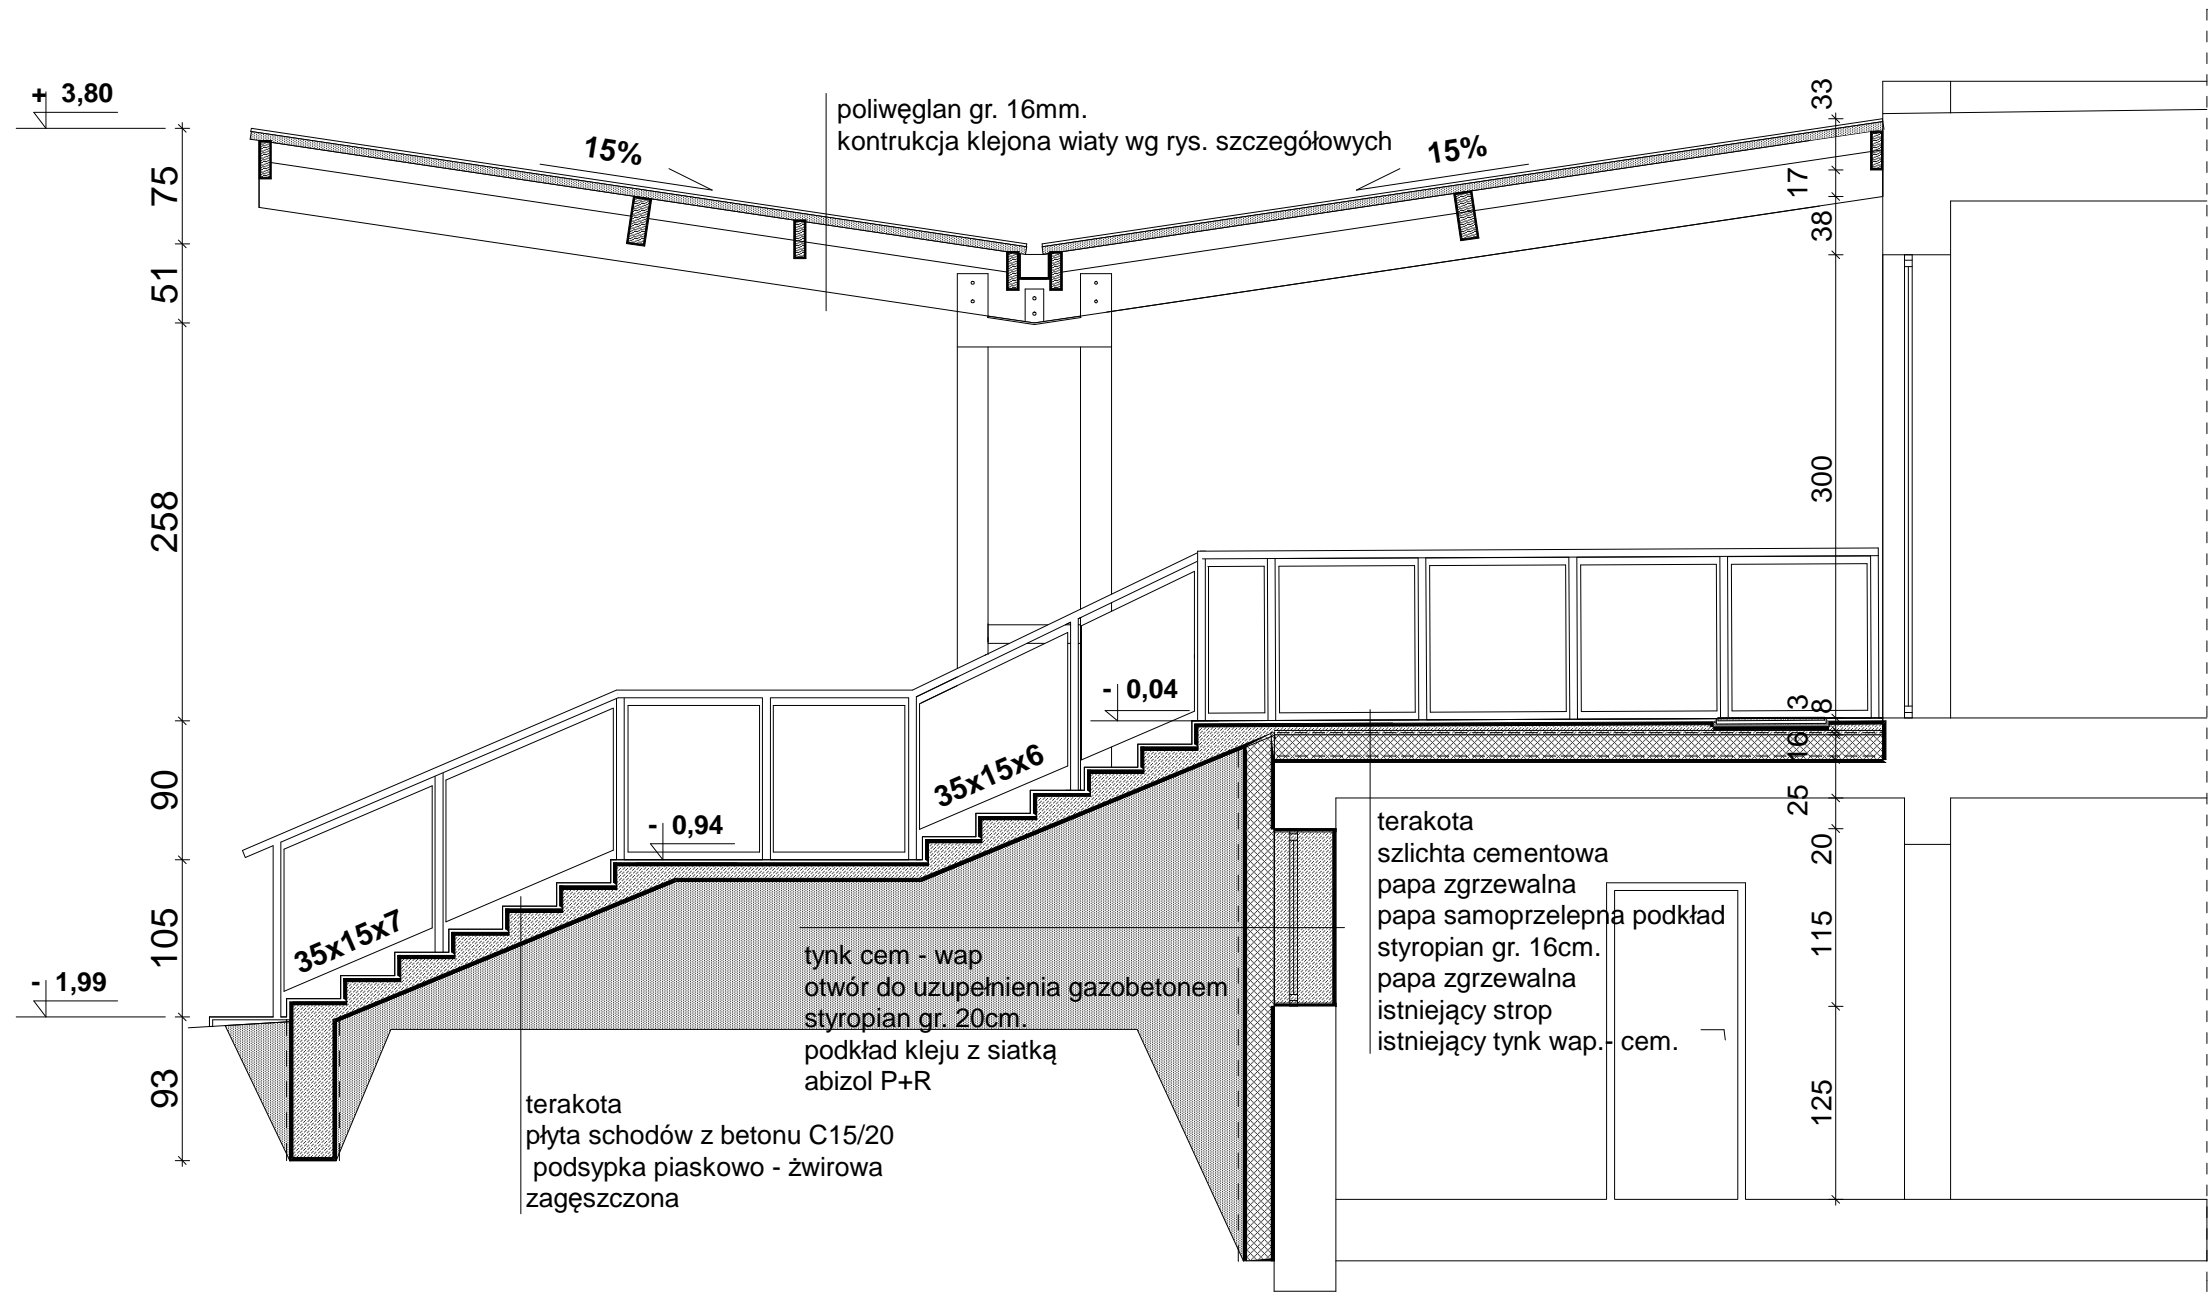 + 3,80
poliwęglan gr. 16mm.
kontrukcja klejona wiaty wg rys. szczegółowych
15%
15%
33
17
38
300
3
8
16
25
20
115
125
75
51
258
90
105
93
- 0,04
- 0,94
- 1,99
35x15x6
35x15x7
terakota
szlichta cementowa
papa zgrzewalna
papa samoprzelepna podkład
styropian gr. 16cm.
papa zgrzewalna
istniejący strop
istniejący tynk wap.- cem.
tynk cem - wap
otwór do uzupełnienia gazobetonem
styropian gr. 20cm.
podkład kleju z siatką
abizol P+R
terakota
płyta schodów z betonu C15/20
podsypka piaskowo - żwirowa
zagęszczona